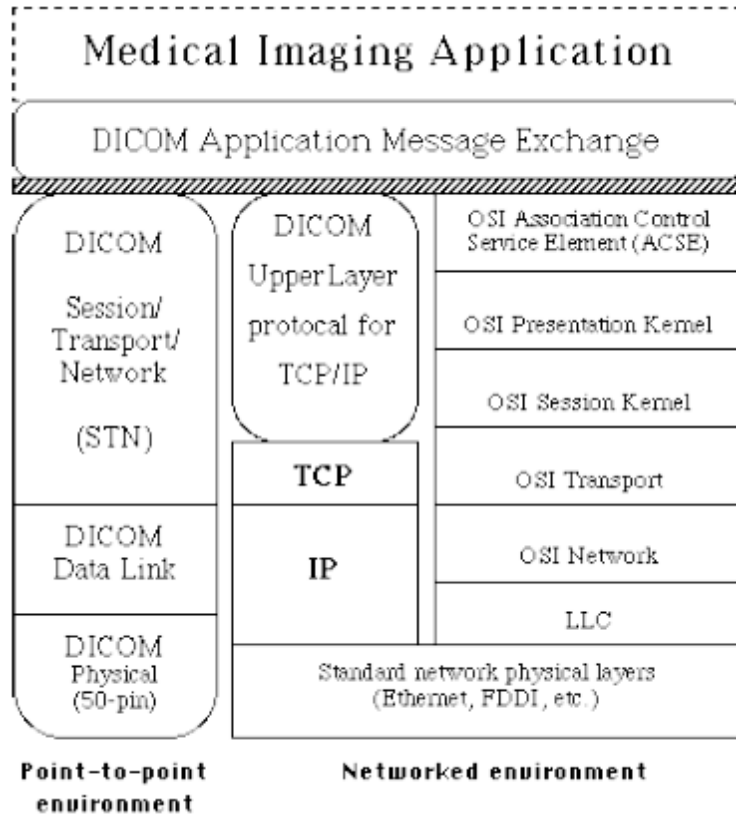 Medical Imaging Application
DICOM Application Message Exchange
DICOM
Session/
Transport/
Network
(STN)
DICOM
Data Link
DICOM
Physical
(50-pin)
DICOM
Upper Layer
protocal for
TCP/IP
TCP
IP
OSI Association Control
Service Element (ACSE)
OSI Presentation Kernel
OSI Session Kernel
OSI Transport
OSI Network
LLC
Standard network physical layers
(Ethernet, FDDI, etc.)
Point-to-point
environment
Networked environment